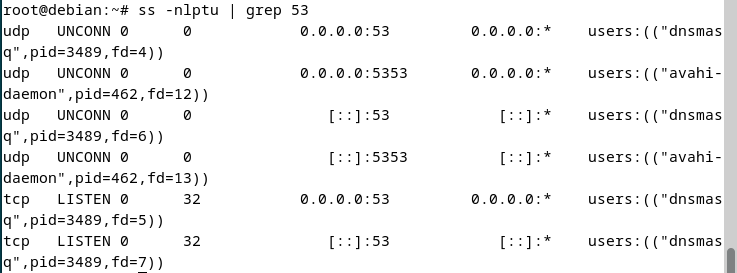 root@debian:~# ss -nlptu | grep 53
udp   UNCONN 0      0            0.0.0.0:53         0.0.0.0:*    users:(("dnsmas
q",pid=3489,fd=4))
udp   UNCONN 0      0            0.0.0.0:5353       0.0.0.0:*    users:(("avahi-
daemon",pid=462,fd=12))
udp   UNCONN 0      0               [::]:53            [::]:*    users:(("dnsmas
q",pid=3489,fd=6))
udp   UNCONN 0      0               [::]:5353          [::]:*    users:(("avahi-
daemon",pid=462,fd=13))
tcp   LISTEN 0      32           0.0.0.0:53         0.0.0.0:*    users:(("dnsmas
q",pid=3489,fd=5))
tcp   LISTEN 0      32              [::]:53            [::]:*    users:(("dnsmas
q",pid=3489,fd=7))